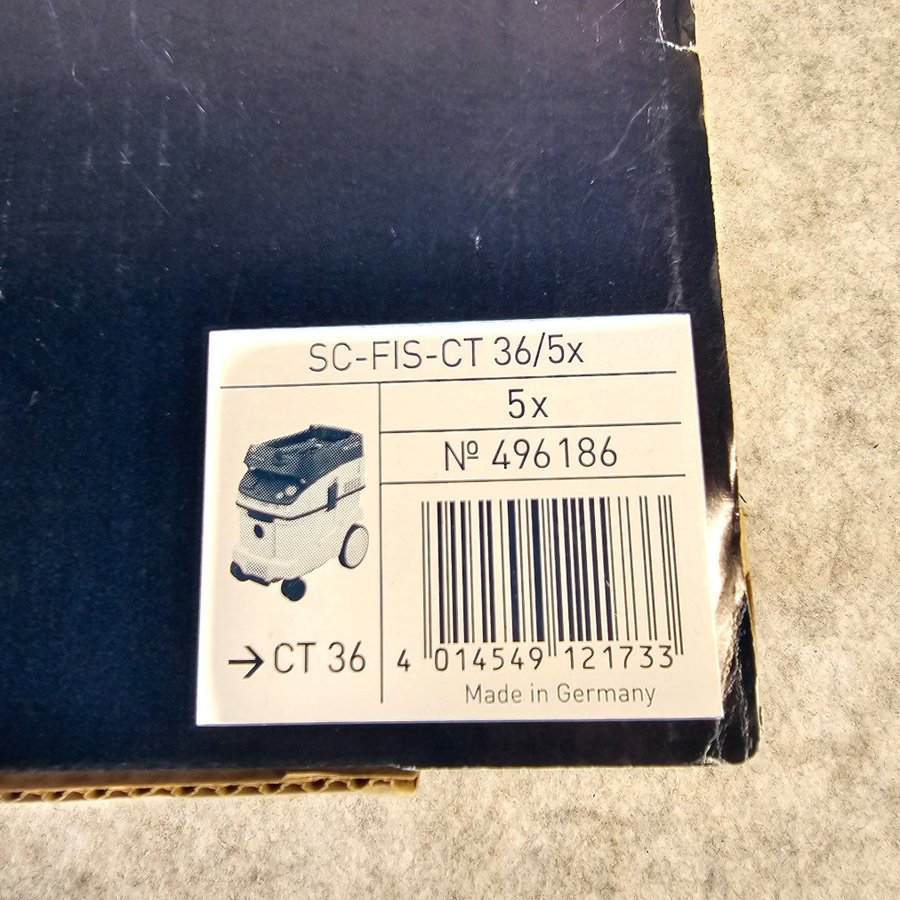 SC-FIS-CT 36/5x
5x
Nº 496186
→ CT 36
4 014549 121733
Made in Germany